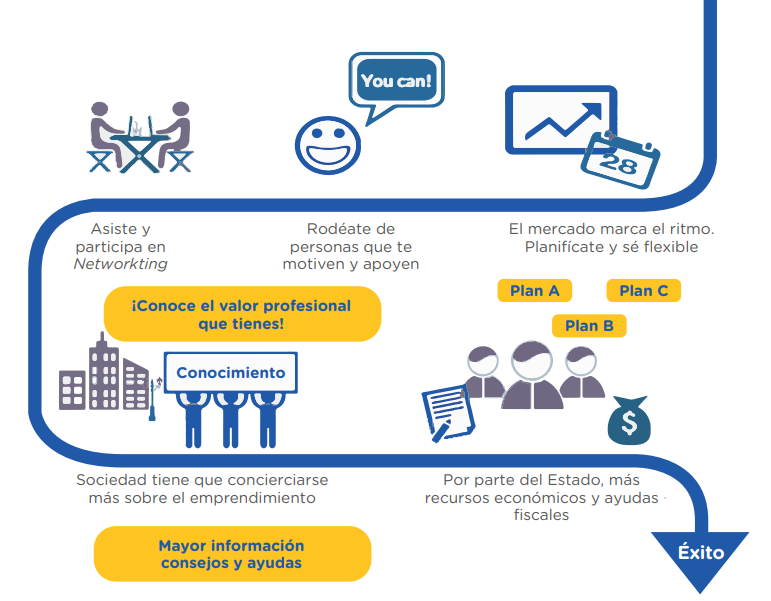 You can!
28
Asiste y
participa en
Networkting
Rodéate de
personas que te
motiven y apoyen
El mercado marca el ritmo.
Planifícate y sé flexible
¡Conoce el valor profesional
que tienes!
Plan A
Plan C
Plan B
Conocimiento
$
Sociedad tiene que concierciarse
más sobre el emprendimiento
Por parte del Estado, más
recursos económicos y ayudas
fiscales
Mayor información
consejos y ayudas
Éxito